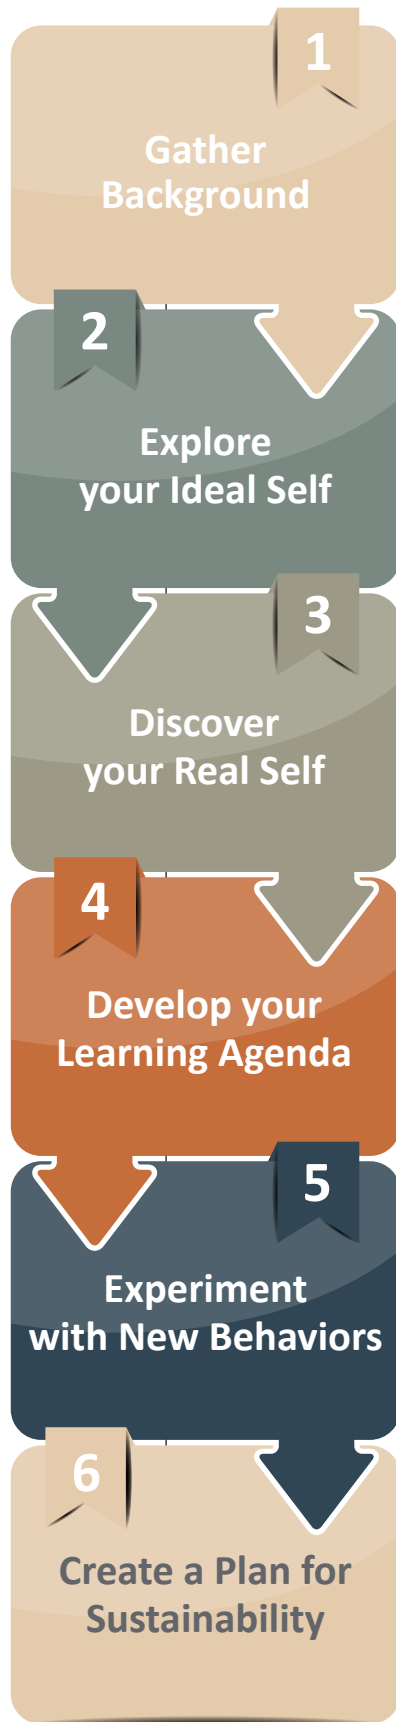 1
Gather
Background
2
Explore
your Ideal Self
3
Discover
your Real Self
4
Develop your
Learning Agenda
5
Experiment
with New Behaviors
6
Create a Plan for
Sustainability